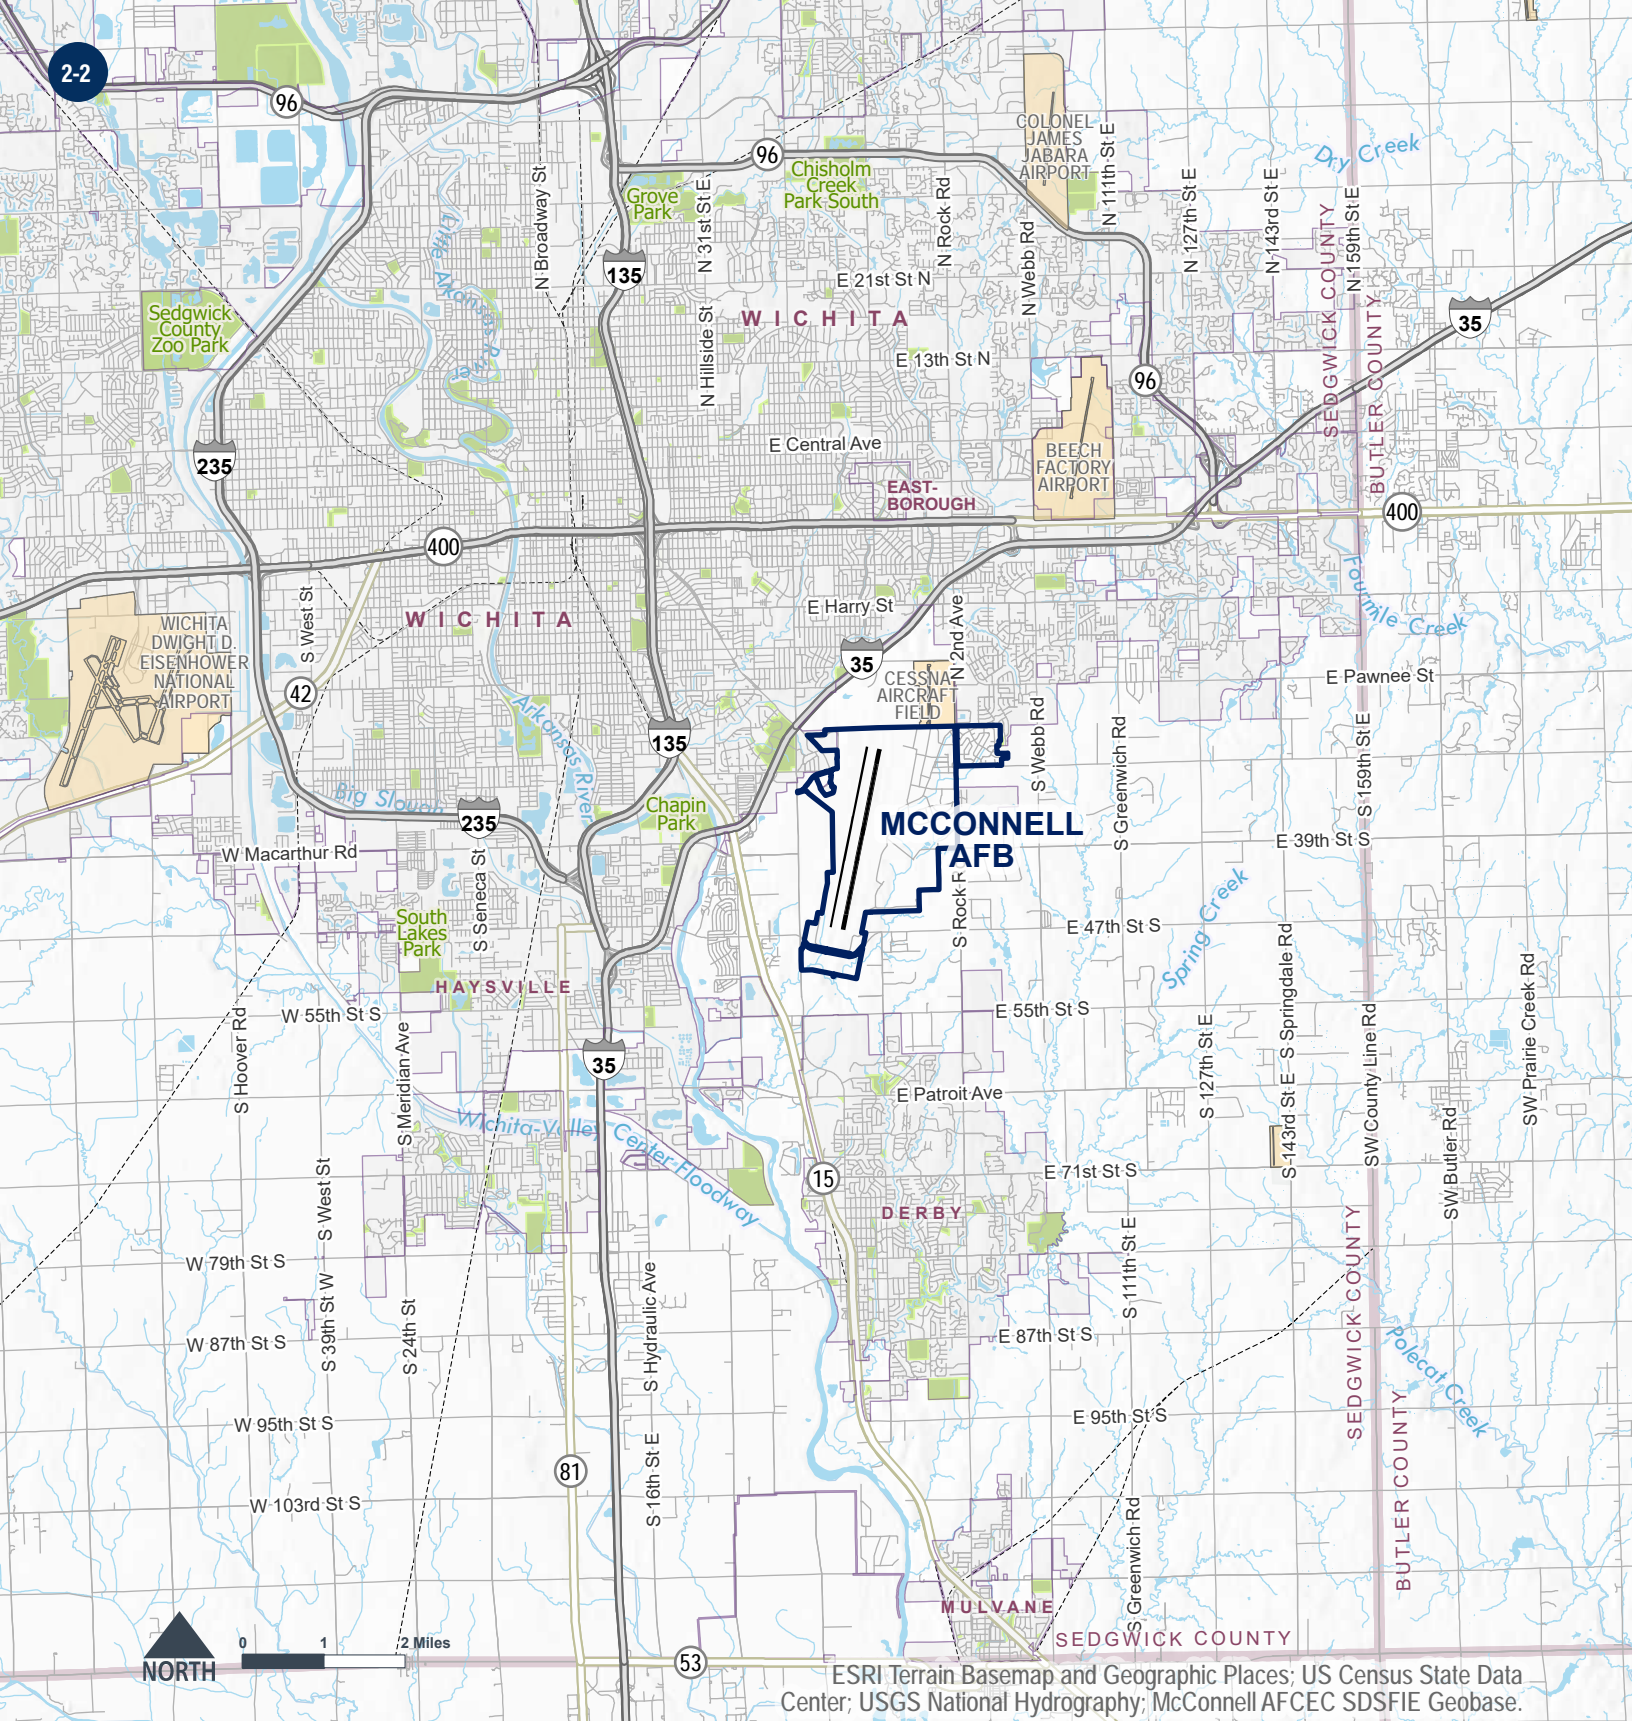 2-2
96
96
COLONEL
JAMES
JABARA
AIRPORT
Dry Creek
Chisholm
Creek
Park South
Grove
Park
N Broadway St
N 31st St E
N Rock Rd
N Webb Rd
N 111th St E
N 127th St E
N 143rd St E
N 159th St E
SEDGWICK COUNTY
BUTLER COUNTY
Little Arkansas River
135
E 21st St N
WICHITA
35
Sedgwick
County
Zoo Park
N Hillside St
E 13th St N
96
E Central Ave
BEECH
FACTORY
AIRPORT
235
EAST-
BOROUGH
400
400
Fourmile Creek
E Harry St
S West St
WICHITA
WICHITA
DWIGHT D.
EISENHOWER
NATIONAL
AIRPORT
N 2nd Ave
35
CESSNA
AIRCRAFT
FIELD
E Pawnee St
42
Arkansas River
135
S Webb Rd
S Greenwich Rd
S 159th St E
Big Slough
235
Chapin
Park
MCCONNELL
AFB
W Macarthur Rd
E 39th St S
S Seneca St
South
Lakes
Park
S Rock R
E 47th St S
Spring Creek
S Springdale Rd
HAYSVILLE
W 55th St S
E 55th St S
S Hoover Rd
S Meridian Ave
35
S 127th St E
SW County Line Rd
SW Prairie Creek Rd
E Patroit Ave
Wichita-Valley Center Floodway
S 143rd St E
SW Butler Rd
E 71st St S
15
S West St
DERBY
S 111th St E
SEDGWICK COUNTY
W 79th St S
S 39th St W
S 24th St
S Hydraulic Ave
W 87th St S
E 87th St S
Polecat Creek
BUTLER COUNTY
W 95th St S
E 95th St S
81
S 16th St E
W 103rd St S
S Greenwich Rd
MULVANE
SEDGWICK COUNTY
0 1 2 Miles
NORTH
53
ESRI Terrain Basemap and Geographic Places; US Census State Data
Center; USGS National Hydrography; McConnell AFCEC SDSFIE Geobase.